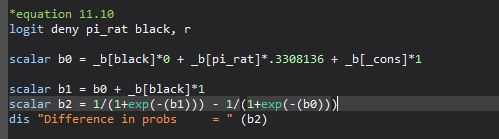 *equation 11.10
logit deny pi_rat black, r
scalar b0 = _b[black]*0 + _b[pi_rat]*.3308136 + _b[_cons]*1
scalar b1 = b0 + _b[black]*1
scalar b2 = 1/(1+exp(-(b1))) - 1/(1+exp(-(b0)))
dis "Difference in probs     = " (b2)